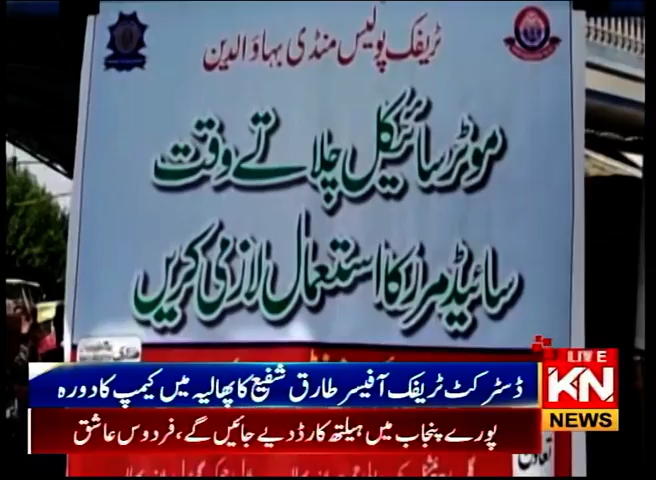 ٹریفک پولیس منڈی بہاؤالدین
موٹر سائیکل چلاتے وقت
سائیڈ مرر کا استعمال لازمی کریں
ڈسٹرکٹ ٹریفک آفیسر طارق شفیع کا پھالیہ میں کیمپ کا دورہ
پورے پنجاب میں ہیلتھ کارڈ دیے جائیں گے، فردوس عاشق
LIVE
KN
NEWS
تعاون